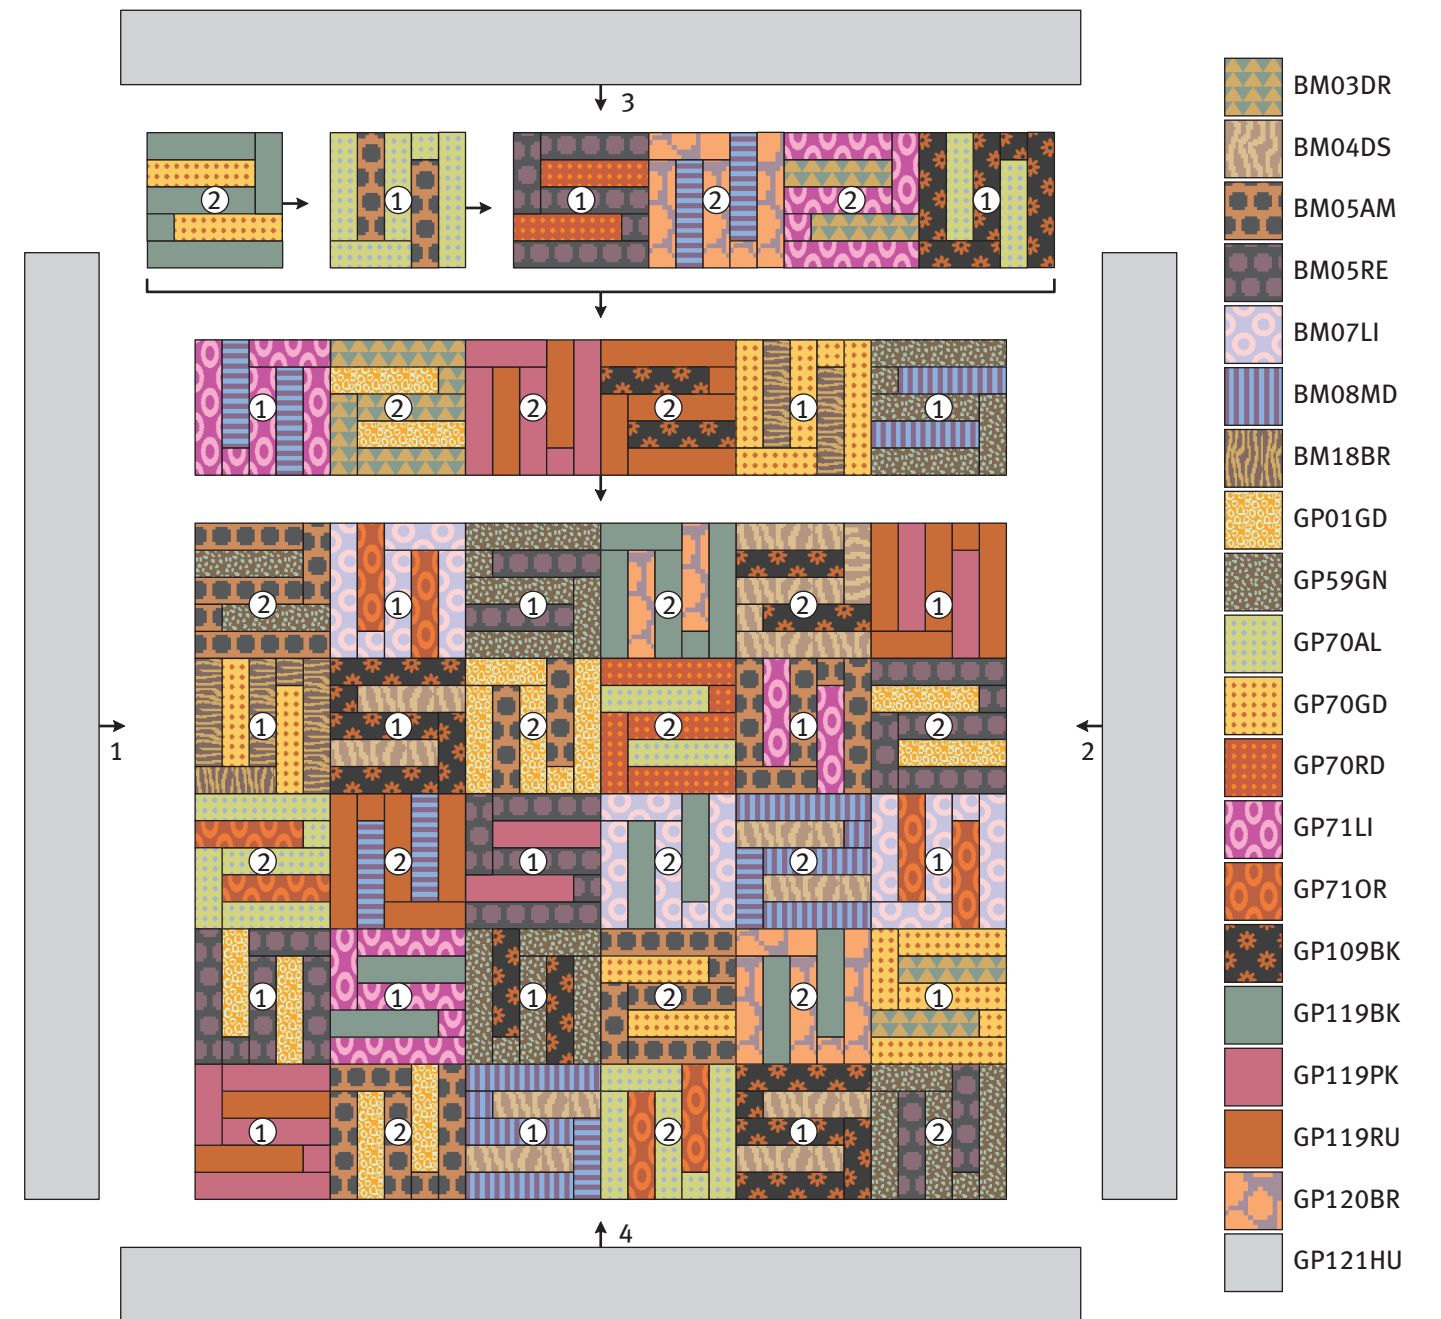 3
2 1 1 2 2 1
1 2 2 2 1 1
2 1 1 2 2 1
1 1 2 2 1 2
1
2
2 2 1 2 2 1
1 1 1 2 2 1
1 2 1 2 1 2
4
BM03DR
BM04DS
BM05AM
BM05RE
BM07LI
BM08MD
BM18BR
GP01GD
GP59GN
GP70AL
GP70GD
GP70RD
GP71LI
GP71OR
GP109BK
GP119BK
GP119PK
GP119RU
GP120BR
GP121HU